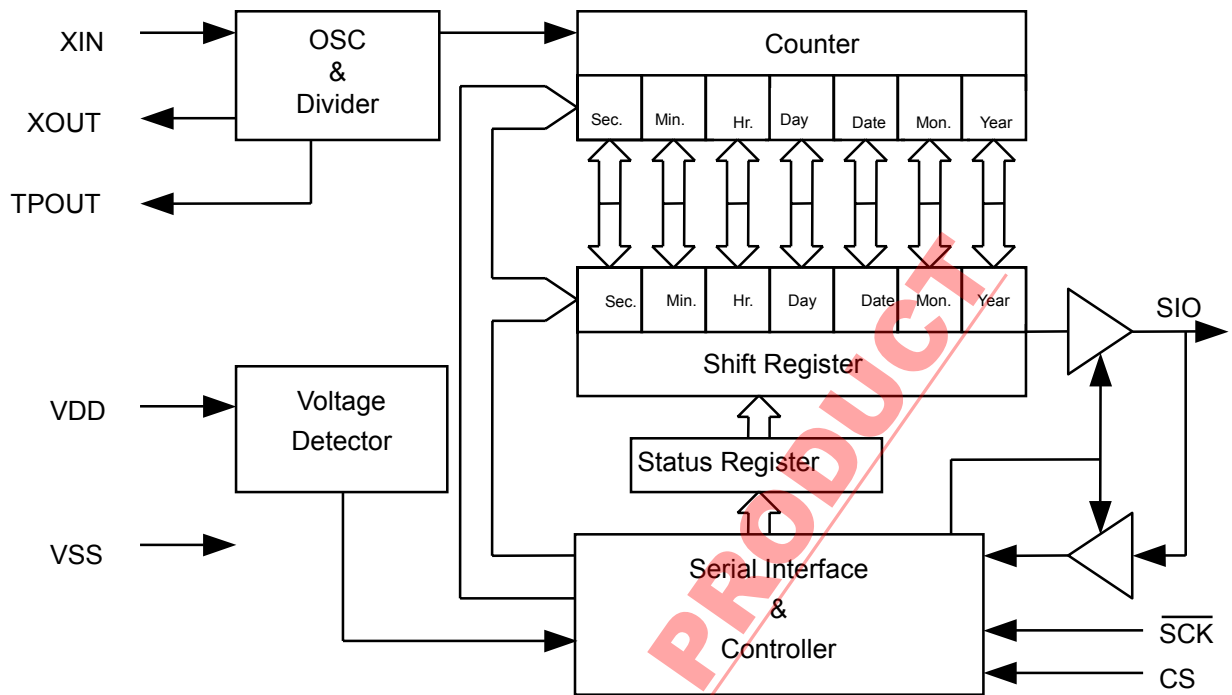 XIN
OSC
&
Divider
Counter
XOUT
TPOUT
Sec. Min. Hr. Day Date Mon. Year
Sec. Min. Hr. Day Date Mon. Year
Shift Register
SIO
VDD
Voltage
Detector
Status Register
VSS
Serial Interface
&
Controller
SCK
CS
PRODUCT